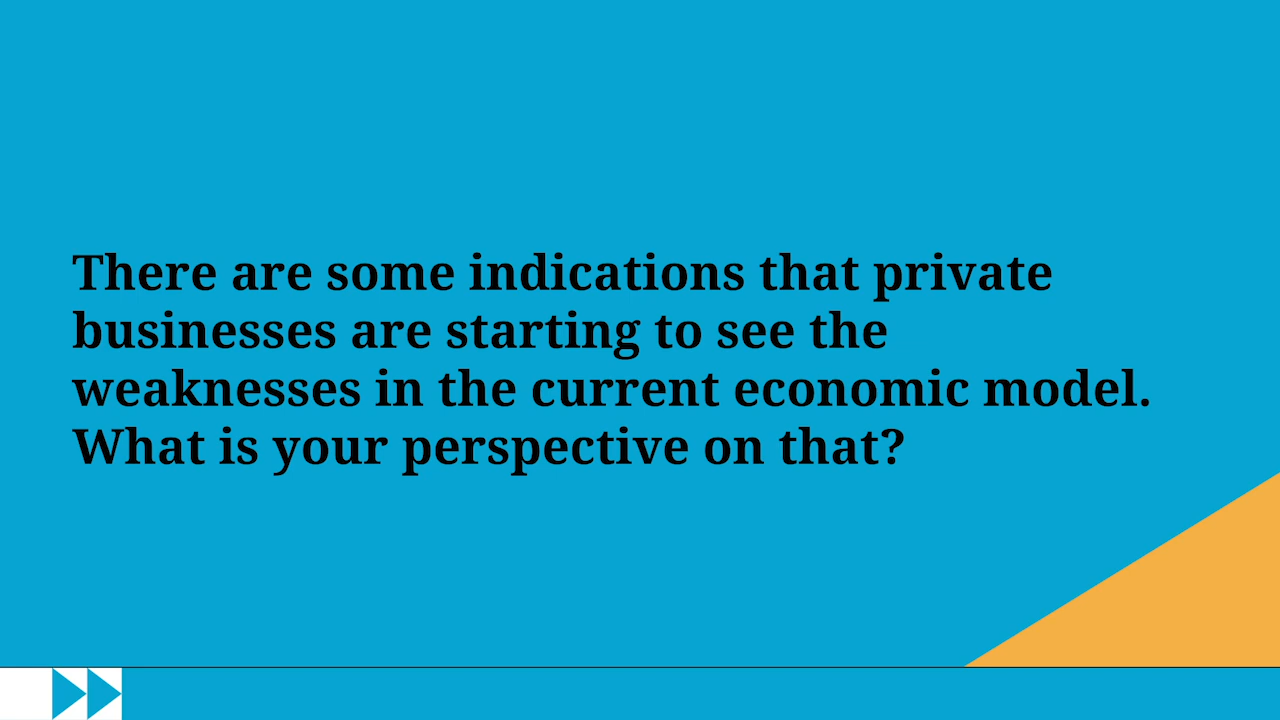 There are some indications that private
businesses are starting to see the
weaknesses in the current economic model.
What is your perspective on that?